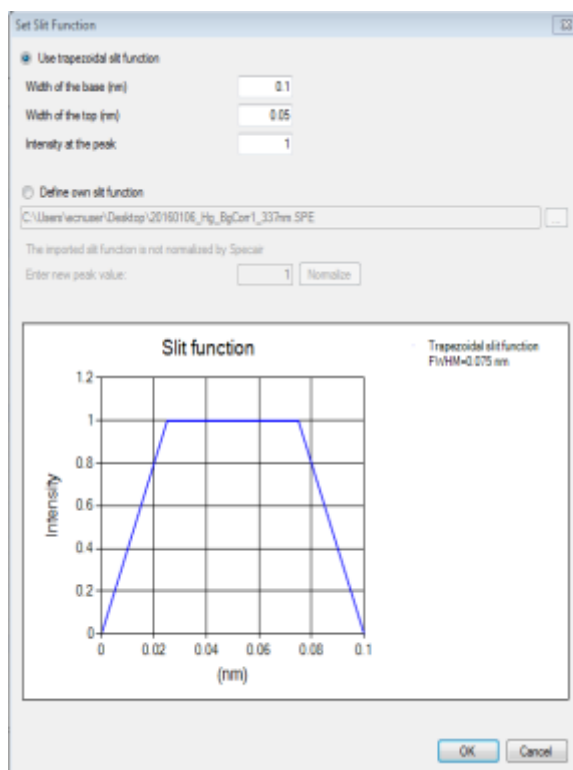 Set Slit Function
Use trapezoidal slit function
Width of the base (nm) 0.1
Width of the top (nm) 0.05
Intensity at the peak 1
Define own slit function
C:\Users\ecnuser\Desktop\20160106_Hg_BgCorr1_337nm.SPE ...
The imported slit function is not normalized by Specair
Enter new peak value: 1 Normalize
Slit function
Trapezoidal slit function
FWHM=0.075 nm
1.2
1
0.8
0.6
0.4
0.2
0
Intensity
0 0.02 0.04 0.06 0.08 0.1
(nm)
OK Cancel